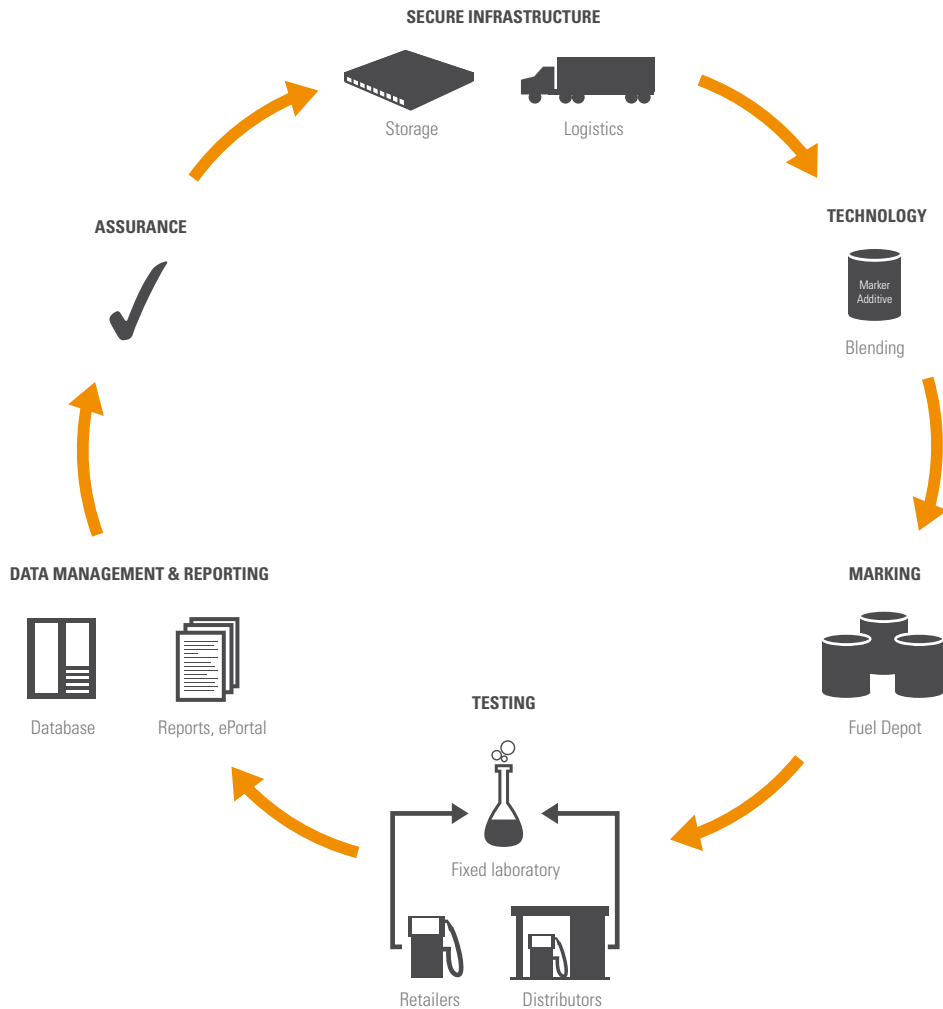 SECURE INFRASTRUCTURE
Storage
Logistics
ASSURANCE
TECHNOLOGY
Marker
Additive
Blending
DATA MANAGEMENT & REPORTING
MARKING
Database
Reports, ePortal
Fuel Depot
TESTING
Fixed laboratory
Retailers
Distributors